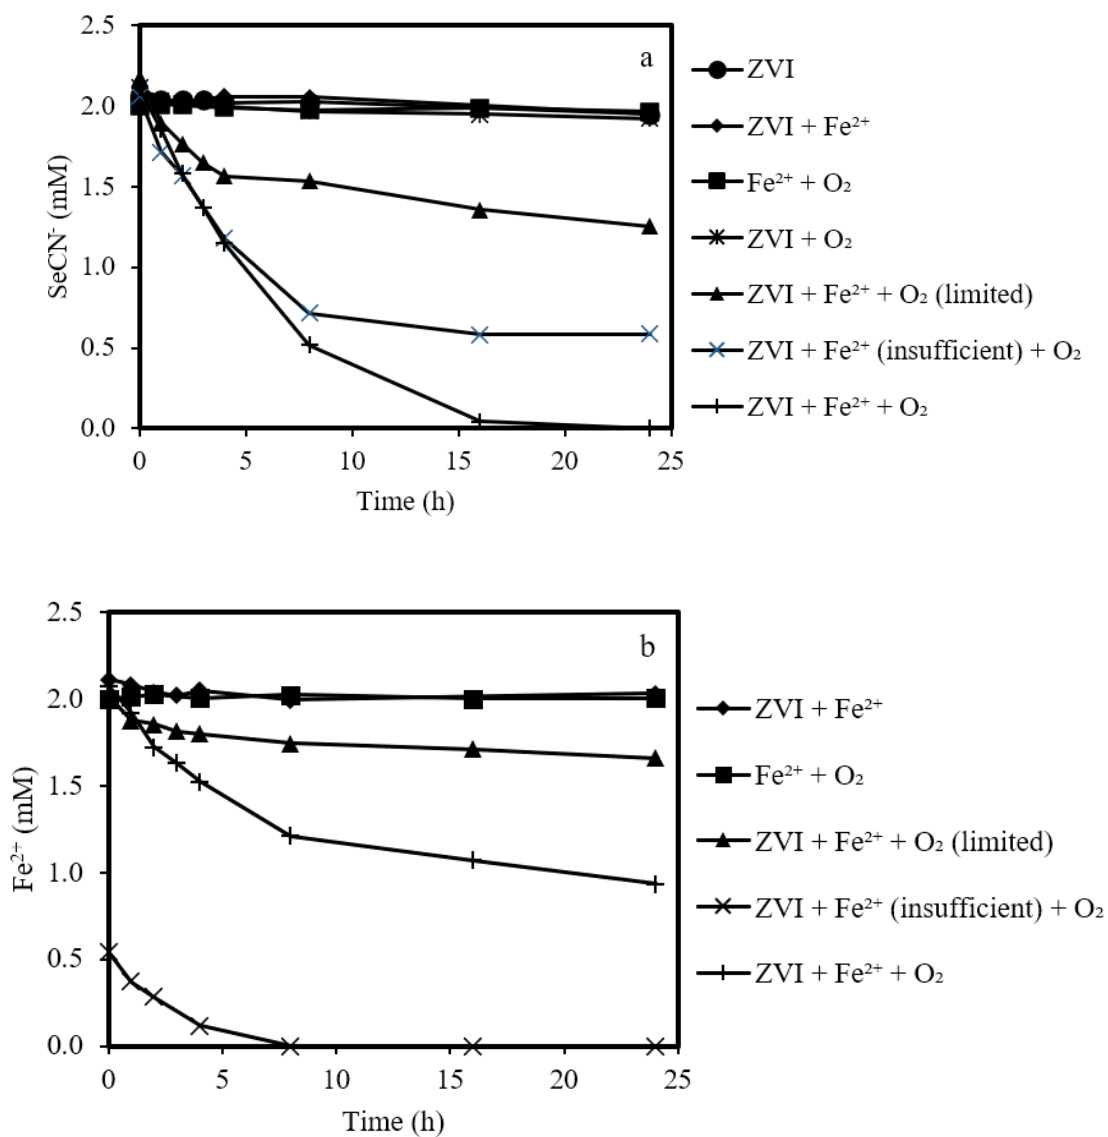 2.5
2.0
1.5
1.0
0.5
0.0
SeCN⁻ (mM)
a
0 5 10 15 20 25
Time (h)
ZVI
ZVI + Fe²⁺
Fe²⁺ + O₂
ZVI + O₂
ZVI + Fe²⁺ + O₂ (limited)
ZVI + Fe²⁺ (insufficient) + O₂
ZVI + Fe²⁺ + O₂
2.5
2.0
1.5
1.0
0.5
0.0
Fe²⁺ (mM)
b
0 5 10 15 20 25
Time (h)
ZVI + Fe²⁺
Fe²⁺ + O₂
ZVI + Fe²⁺ + O₂ (limited)
ZVI + Fe²⁺ (insufficient) + O₂
ZVI + Fe²⁺ + O₂